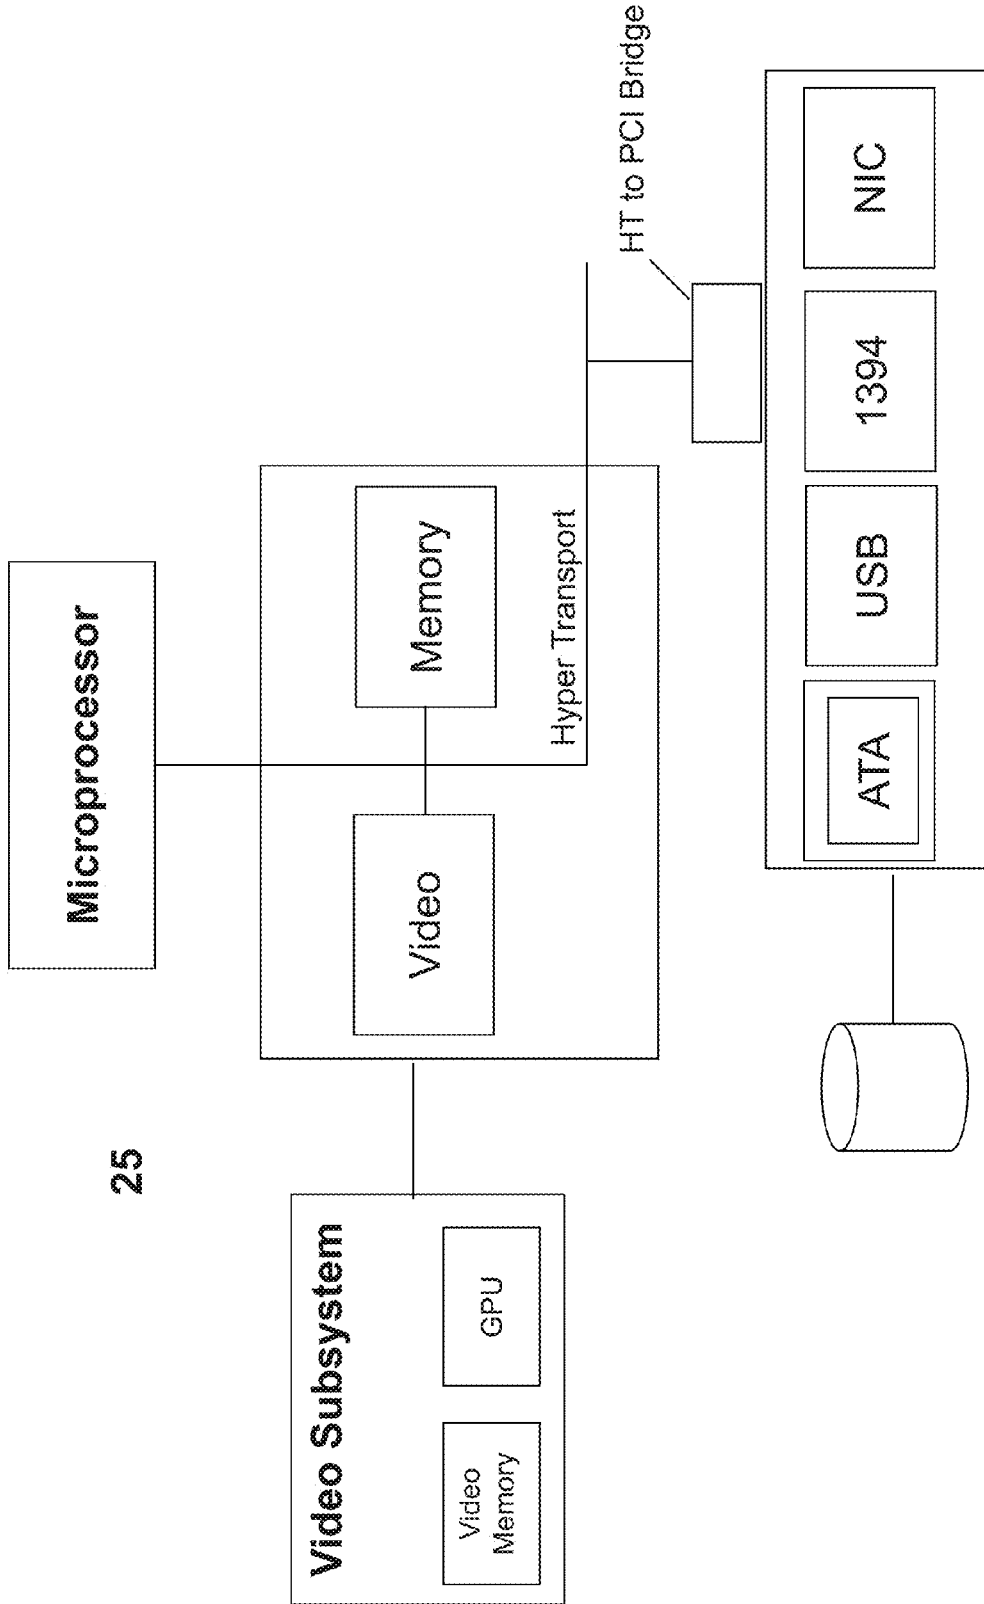 25
Microprocessor
Video Subsystem
Video
Memory
GPU
Video
Memory
Hyper Transport
HT to PCI Bridge
ATA
USB
1394
NIC